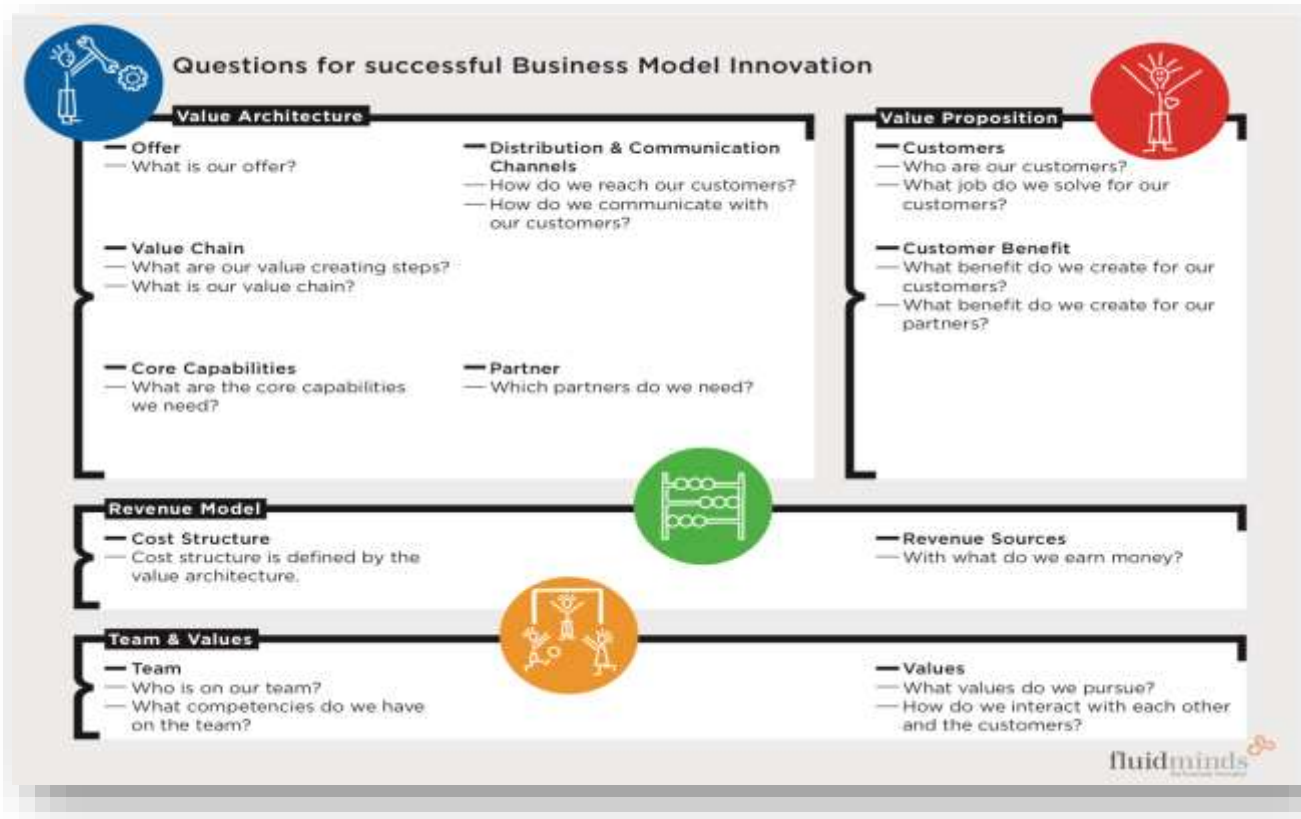 Questions for successful Business Model Innovation
Value Architecture
— Offer
— What is our offer?
— Distribution & Communication
Channels
— How do we reach our customers?
— How do we communicate with
our customers?
— Value Chain
— What are our value creating steps?
— What is our value chain?
— Core Capabilities
— What are the core capabilities
we need?
— Partner
— Which partners do we need?
Value Proposition
— Customers
— Who are our customers?
— What job do we solve for our
customers?
— Customer Benefit
— What benefit do we create for our
customers?
— What benefit do we create for our
partners?
Revenue Model
— Cost Structure
— Cost structure is defined by the
value architecture.
— Revenue Sources
— With what do we earn money?
Team & Values
— Team
— Who is on our team?
— What competencies do we have
on the team?
— Values
— What values do we pursue?
— How do we interact with each other
and the customers?
fluidminds